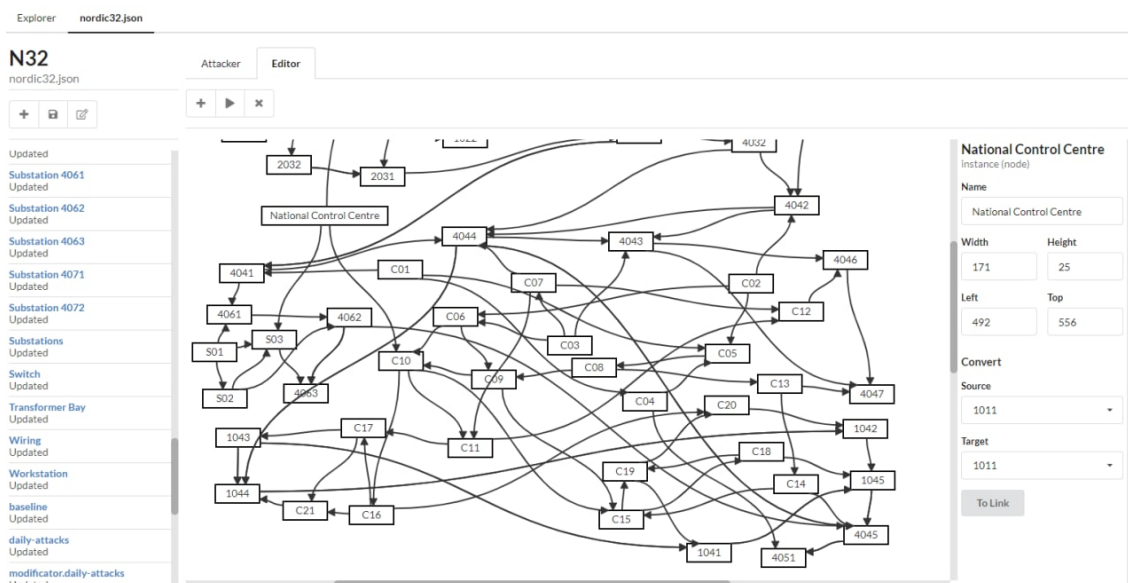 Explorer
nordic32.json
N32
nordic32.json
Attacker
Editor
Updated
Substation 4061
Updated
Substation 4062
Updated
Substation 4063
Updated
Substation 4071
Updated
Substation 4072
Updated
Substations
Updated
Switch
Updated
Transformer Bay
Updated
Wiring
Updated
Workstation
Updated
baseline
Updated
daily-attacks
Updated
modificator.daily-attacks
4032
2032
2031
4042
National Control Centre
4044
4043
4046
4041
C01
C07
C02
4061
4062
C06
C12
S03
S01
C10
C03
C05
C08
C09
C13
S02
4063
C04
4047
C20
C17
1042
1043
C11
C18
C19
C14
1045
1044
C21
C16
C15
4045
1041
4051
National Control Centre
instance (node)
Name
National Control Centre
Width
Height
171
25
Left
Top
492
556
Convert
Source
1011
Target
1011
To Link